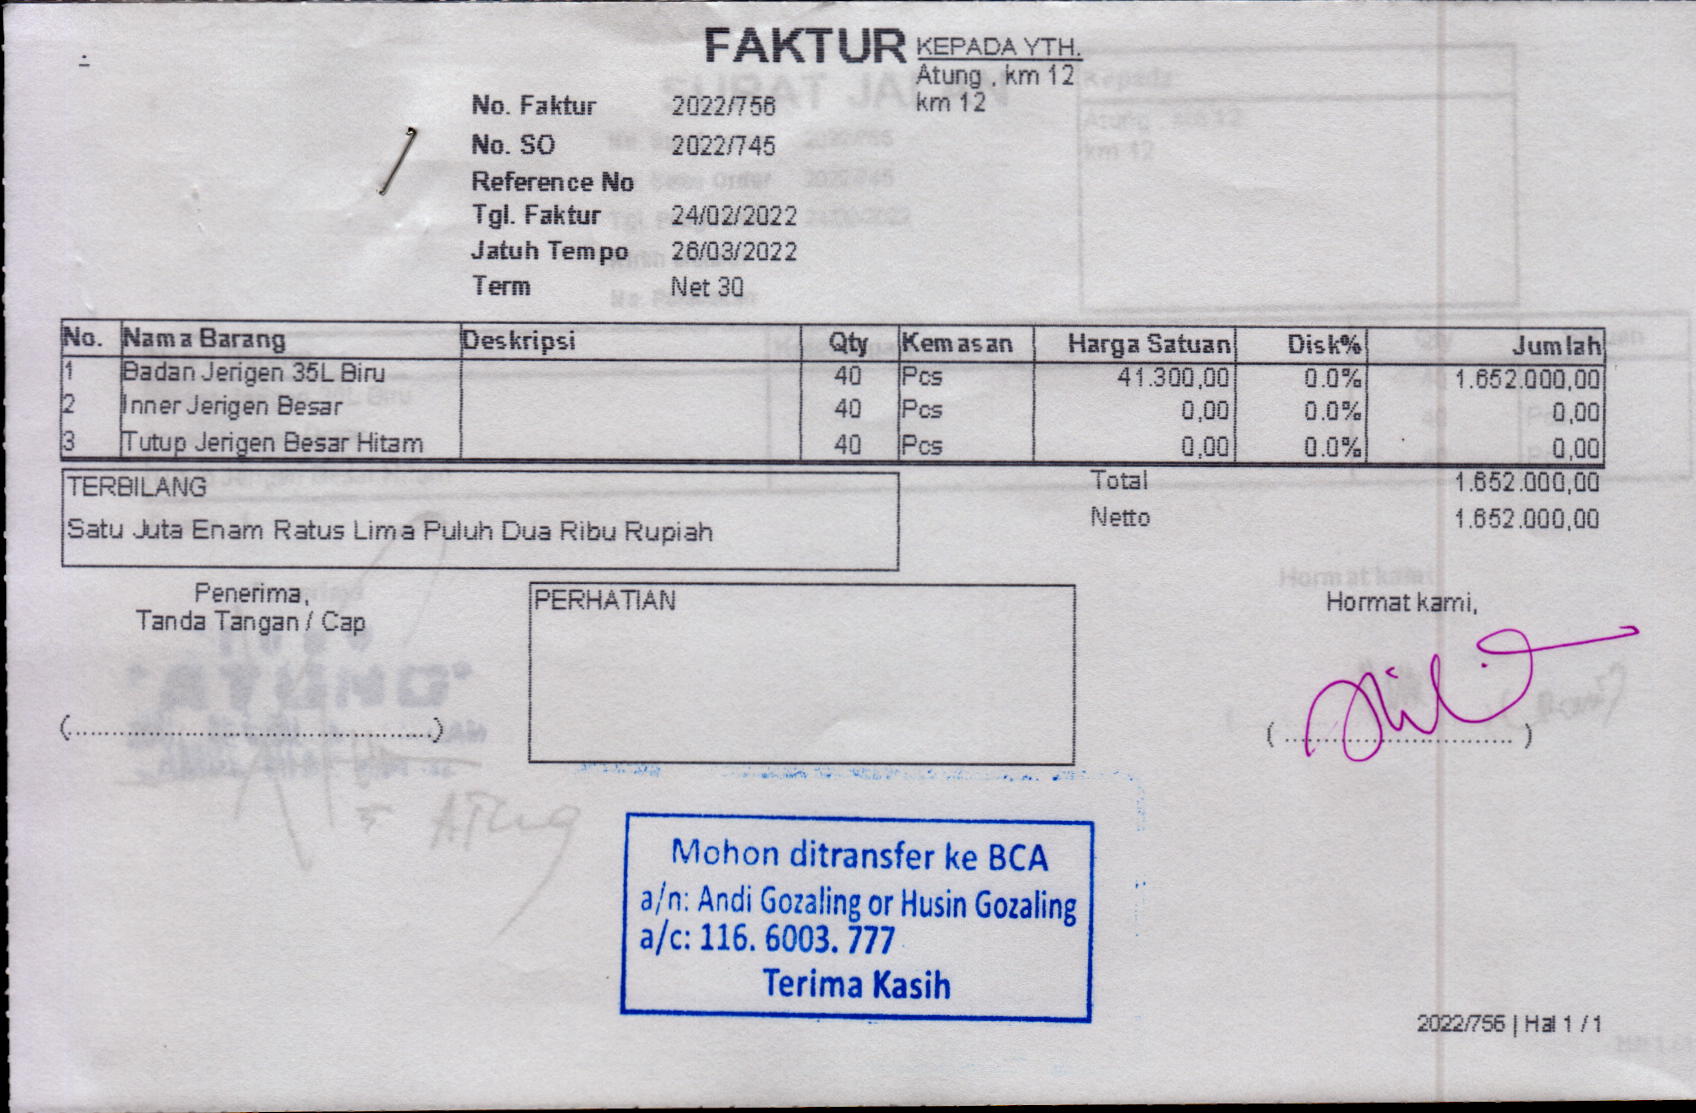 FAKTUR
KEPADA YTH.
Atung . km 12
km 12
No. Faktur 2022/756
No. SO 2022/745
Reference No
Tgl. Faktur 24/02/2022
Jatuh Tempo 26/03/2022
Term Net 30
No. Nama Barang Deskripsi Qty Kemasan Harga Satuan Disk% Jumlah
1 Badan Jerigen 35L Biru 40 Pcs 41.300,00 0.0% 1.652.000,00
2 Inner Jerigen Besar 40 Pcs 0,00 0.0% 0,00
3 Tutup Jerigen Besar Hitam 40 Pcs 0,00 0.0% 0,00
TERBILANG
Satu Juta Enam Ratus Lima Puluh Dua Ribu Rupiah
Total 1.652.000,00
Netto 1.652.000,00
Penerima,
Tanda Tangan / Cap
(....................................................)
PERHATIAN
Hormat kami,
( ................................ )
Mohon ditransfer ke BCA
a/n: Andi Gozaling or Husin Gozaling
a/c: 116. 6003. 777
Terima Kasih
2022/756 | Hal 1 / 1